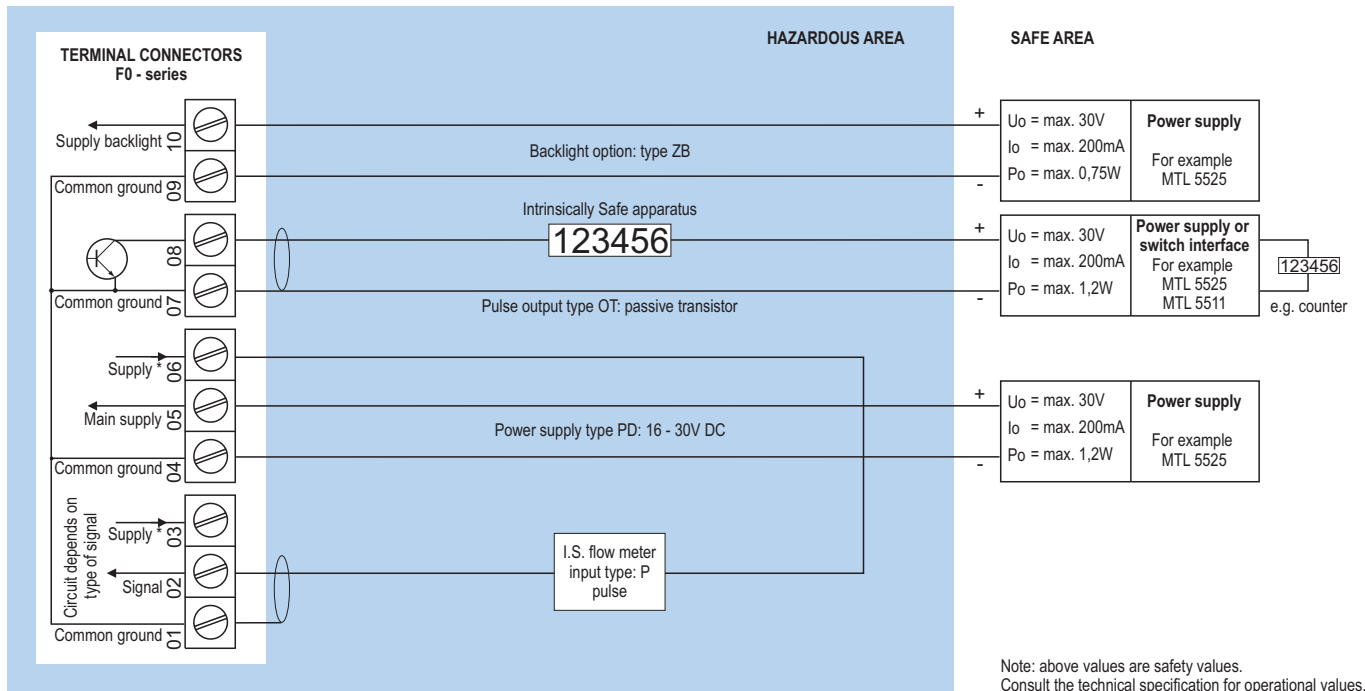 HAZARDOUS AREA
SAFE AREA
TERMINAL CONNECTORS
F0 - series
Supply backlight
10
Common ground
09
08
Common ground
07
Supply *
06
Main supply
05
Common ground
04
Circuit depends on
type of signal
Supply *
03
Signal
02
Common ground
01
Backlight option: type ZB
Intrinsically Safe apparatus
123456
Pulse output type OT: passive transistor
Power supply type PD: 16 - 30V DC
I.S. flow meter
input type: P
pulse
+
-
Uo = max. 30V
Io = max. 200mA
Po = max. 0,75W
Power supply
For example
MTL 5525
+
-
Uo = max. 30V
Io = max. 200mA
Po = max. 1,2W
Power supply or
switch interface
For example
MTL 5525
MTL 5511
123456
e.g. counter
+
-
Uo = max. 30V
Io = max. 200mA
Po = max. 1,2W
Power supply
For example
MTL 5525
Note: above values are safety values.
Consult the technical specification for operational values.